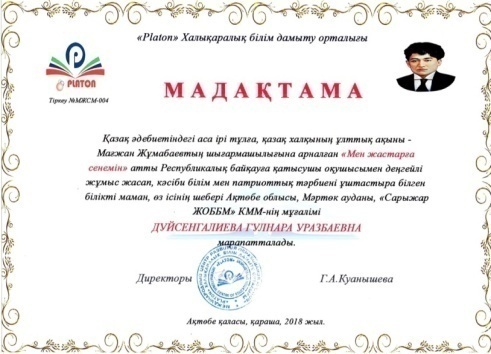 «Platon» Халықаралық білім дамыту орталығы
PLATON
Тіркеу №МЖСМ-004
МАДАҚТАМА
Қазақ әдебиетіндегі аса ірі тұлға, қазақ халқының ұлттық ақыны -
Мағжан Жұмабаевтың шығармашылығына арналған «Мен жастарға
сенемін» атты Республикалық байқауға қатысушы оқушысымен деңгейлі
жұмыс жасап, кәсіби білім мен патриоттық тәрбиені ұштастыра білген
білікті маман, өз ісінің шебері Ақтөбе облысы, Мәртөк ауданы, «Сарыжар
ЖОББМ» КММ-нің мұғалімі
ДУЙСЕНГАЛИЕВА ГУЛНАРА УРАЗБАЕВНА
марапатталады.
Директоры
Г.А.Куанышева
Ақтөбе қаласы, қараша, 2018 жыл.